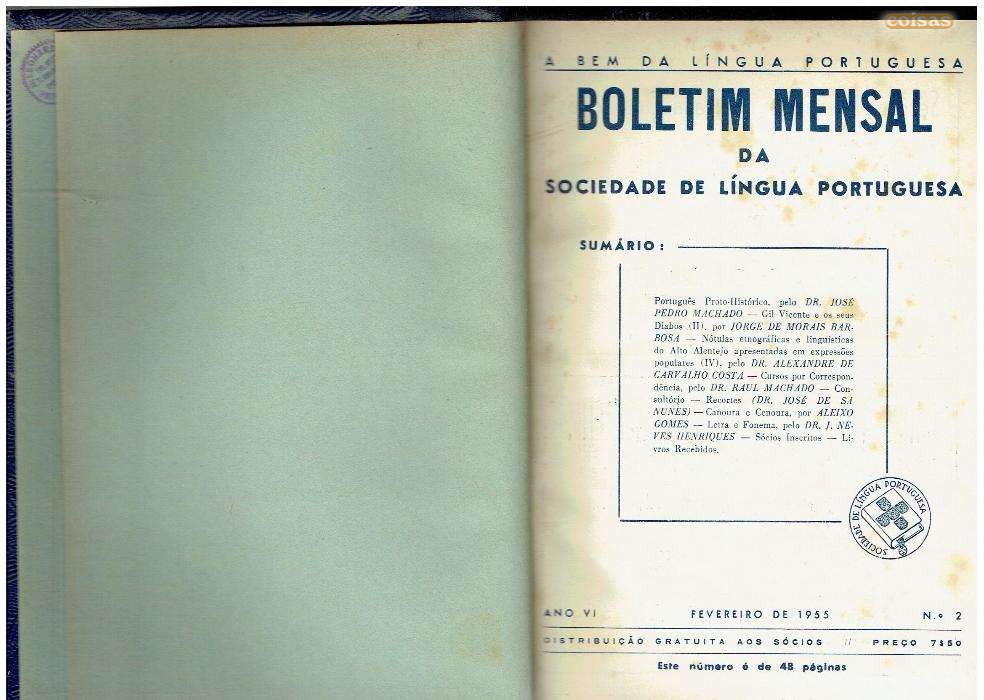 coisas
A BEM DA LÍNGUA PORTUGUESA
BOLETIM MENSAL
DA
SOCIEDADE DE LÍNGUA PORTUGUESA
SUMÁRIO:
Português Proto-Histórico, pelo DR. JOSÉ
PEDRO MACHADO — Gil Vicente e os seus
Diabos (II), por JORGE DE MORAIS BAR-
BOSA — Nótulas etnográficas e linguísticas
do Alto Alentejo apresentadas em expressões
populares (IV), pelo DR. ALEXANDRE DE
CARVALHO COSTA — Cursos por Correspon-
dência, pelo DR. RAUL MACHADO — Con-
sultório — Recortes (DR. JOSÉ DE SÁ
NUNES) — Canoura e Cenoura, por ALEIXO
GOMES — Letra e Fonema, pelo DR. J. NE-
VES HENRIQUES — Sócios Inscritos — Li-
vros Recebidos.
SOCIEDADE DE LÍNGUA PORTUGUESA
ANO VI FEVEREIRO DE 1955 N.º 2
DISTRIBUIÇÃO GRATUITA AOS SÓCIOS // PREÇO 7$50
Este número é de 48 páginas